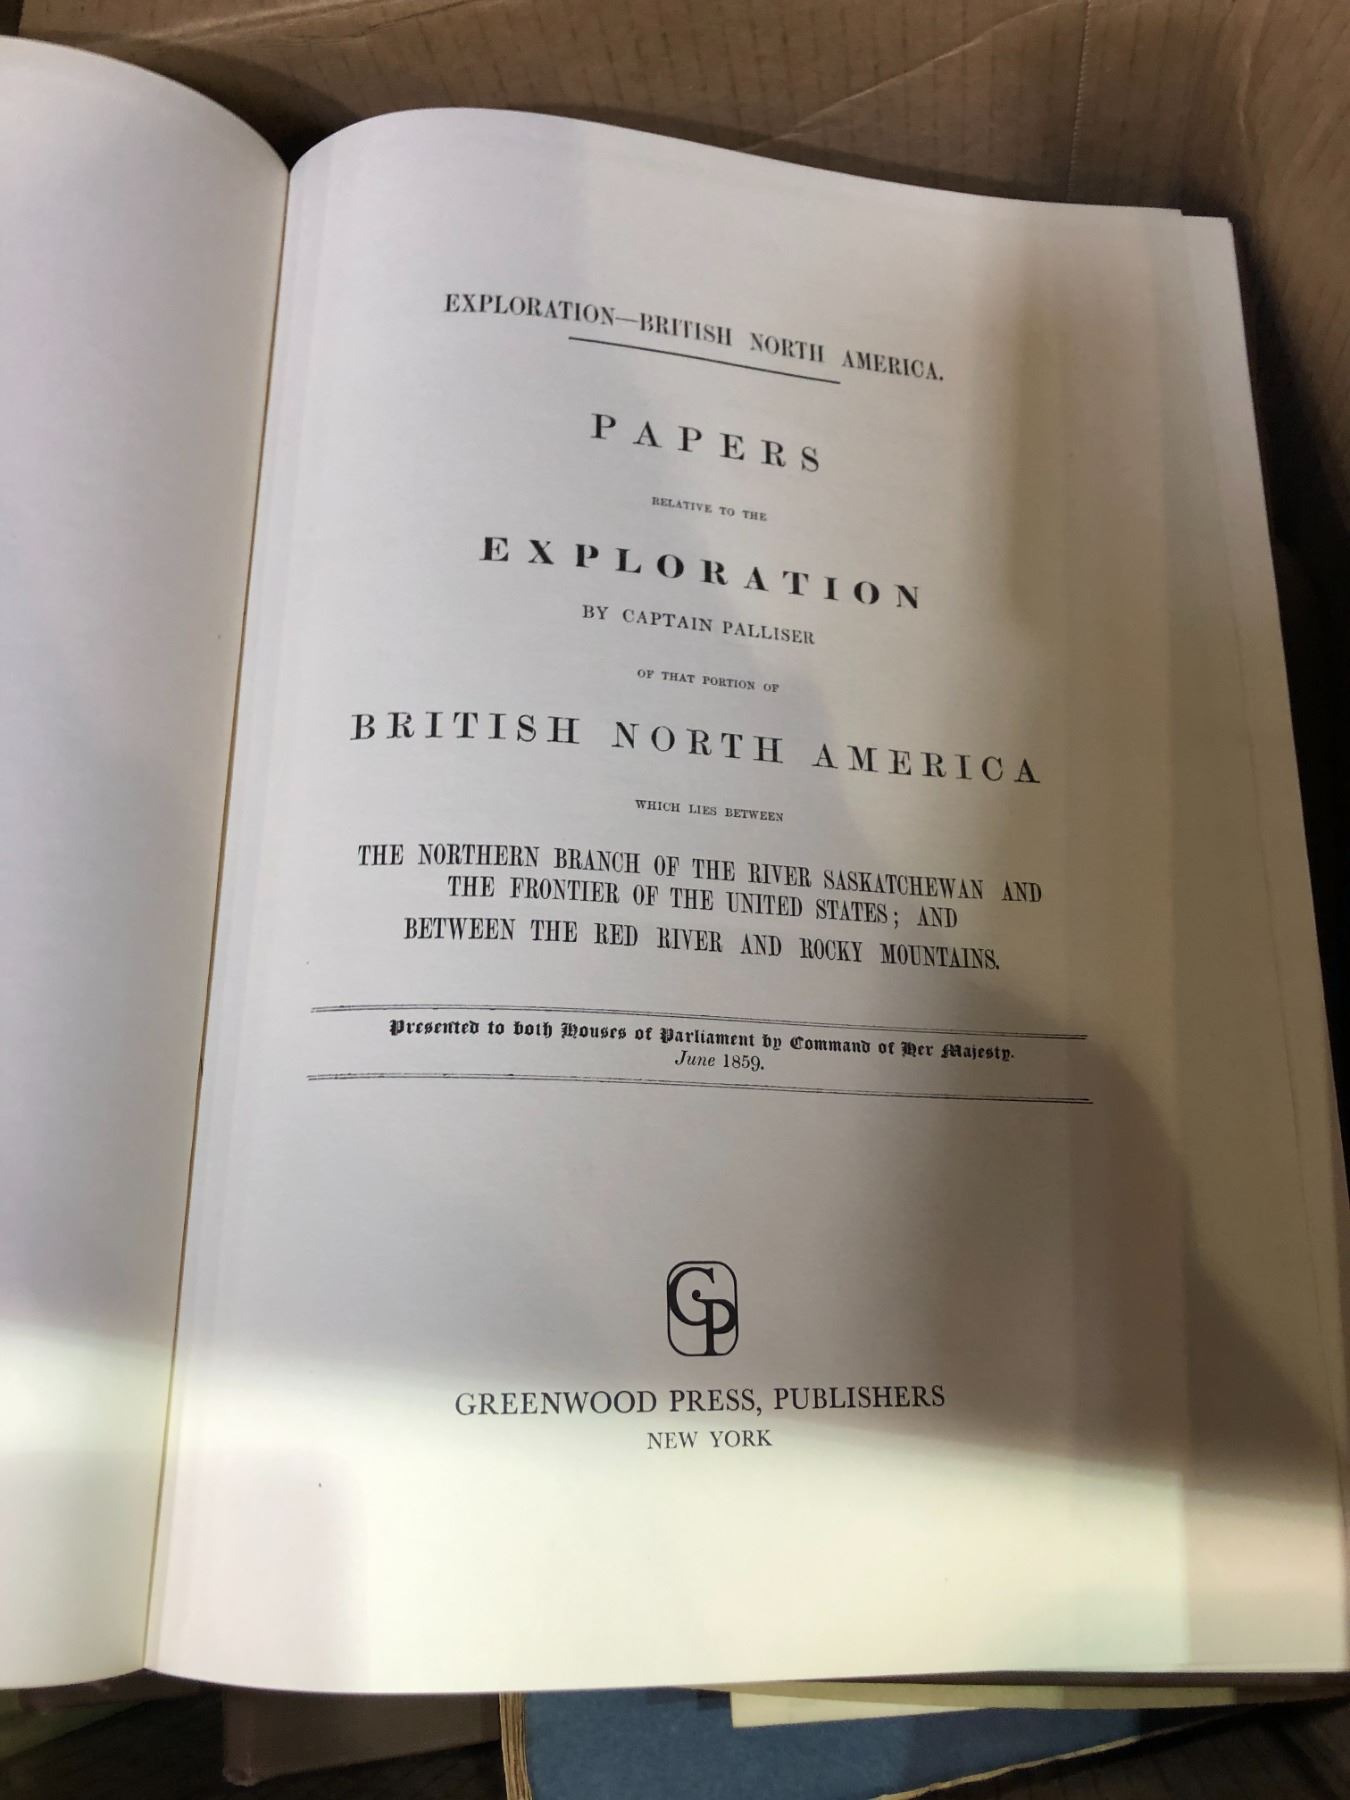 EXPLORATION—BRITISH NORTH AMERICA.
PAPERS
RELATIVE TO THE
EXPLORATION
BY CAPTAIN PALLISER
OF THAT PORTION OF
BRITISH NORTH AMERICA
WHICH LIES BETWEEN
THE NORTHERN BRANCH OF THE RIVER SASKATCHEWAN AND
THE FRONTIER OF THE UNITED STATES; AND
BETWEEN THE RED RIVER AND ROCKY MOUNTAINS.
Presented to both Houses of Parliament by Command of Her Majesty.
June 1859.
GP
GREENWOOD PRESS, PUBLISHERS
NEW YORK